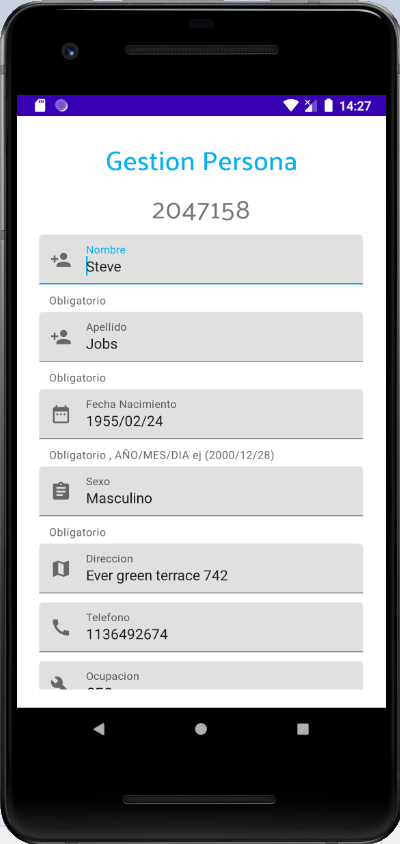 14:27
Gestion Persona
2047158
Nombre
Steve
Obligatorio
Apellido
Jobs
Obligatorio
Fecha Nacimiento
1955/02/24
Obligatorio , AÑO/MES/DIA ej (2000/12/28)
Sexo
Masculino
Obligatorio
Direccion
Ever green terrace 742
Telefono
1136492674
Ocupacion